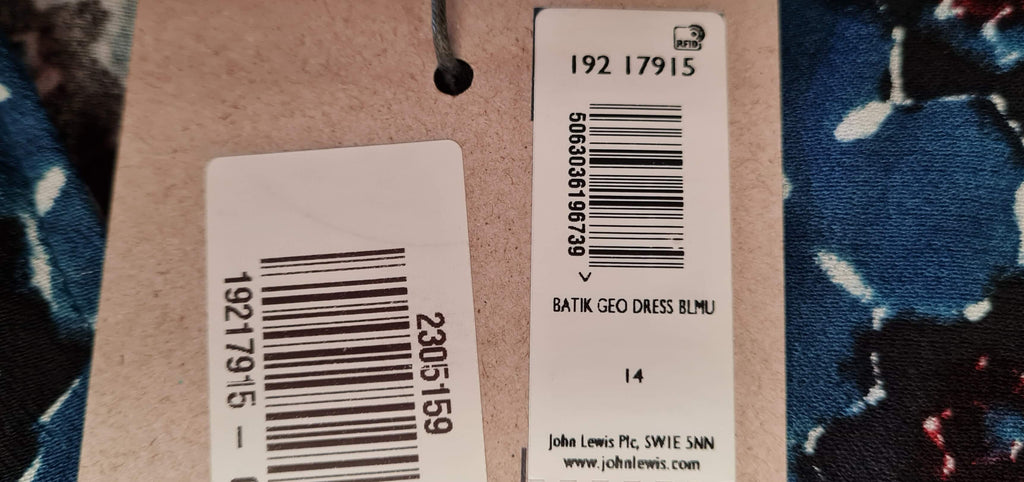 RFID
192 17915
5063036196739 >
BATIK GEO DRESS BLMU
14
John Lewis Plc, SW1E 5NN
www.johnlewis.com
2305159
19217915 -